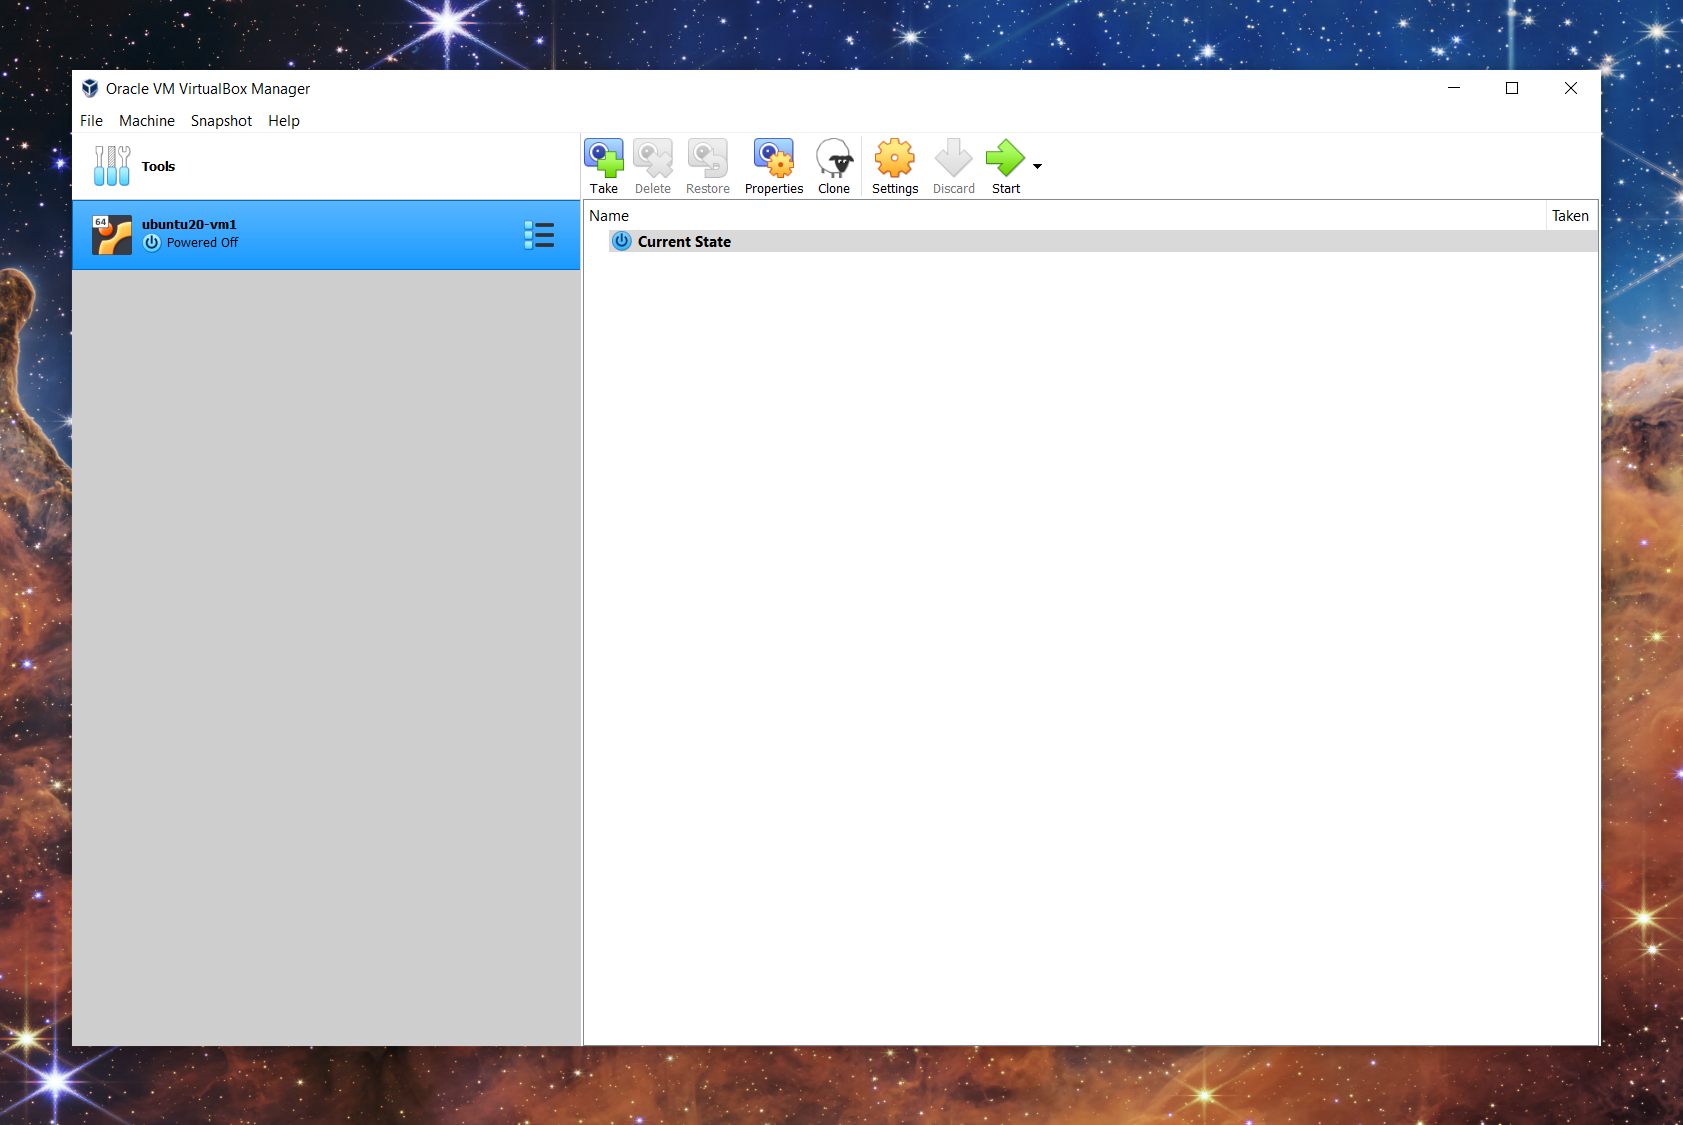 Oracle VM VirtualBox Manager
File Machine Snapshot Help
Tools
Take Delete Restore Properties Clone Settings Discard Start
64
ubuntu20-vm1
Powered Off
Name Taken
Current State